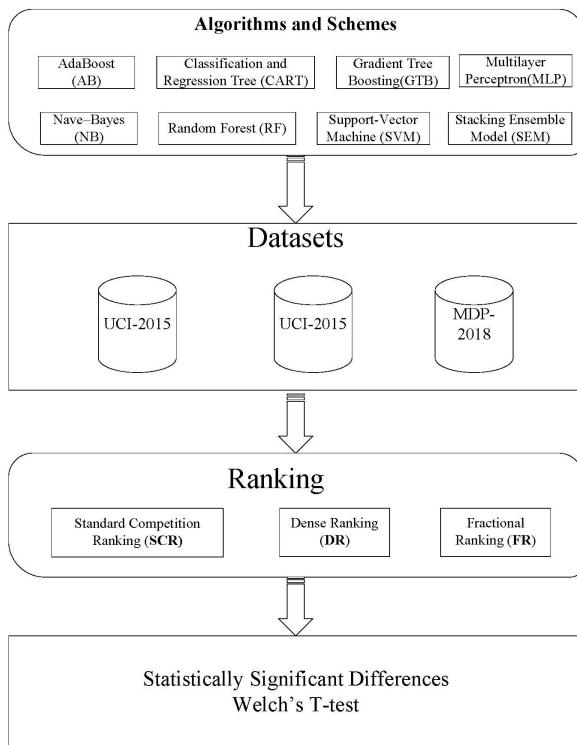 Algorithms and Schemes
AdaBoost
(AB)
Classification and
Regression Tree (CART)
Gradient Tree
Boosting(GTB)
Multilayer
Perceptron(MLP)
Nave–Bayes
(NB)
Random Forest (RF)
Support-Vector
Machine (SVM)
Stacking Ensemble
Model (SEM)
Datasets
UCI-2015
UCI-2015
MDP-
2018
Ranking
Standard Competition
Ranking (SCR)
Dense Ranking
(DR)
Fractional
Ranking (FR)
Statistically Significant Differences
Welch’s T-test